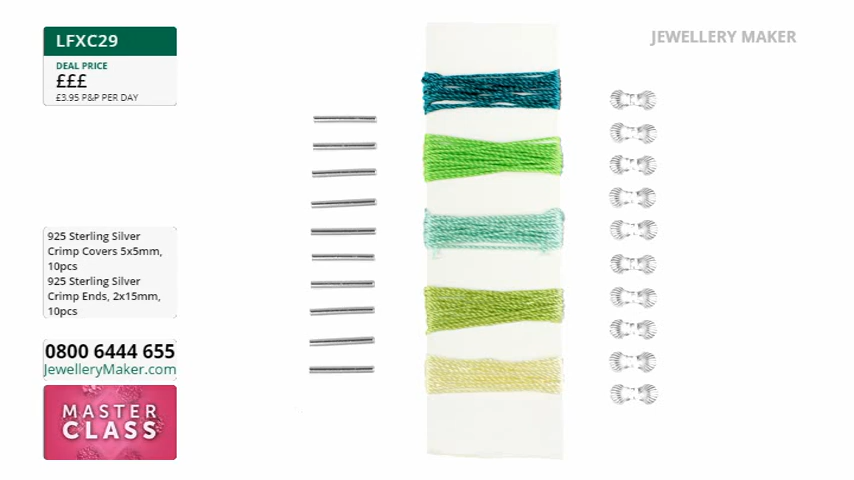 LFXC29
DEAL PRICE
£££
£3.95 P&P PER DAY
JEWELLERY MAKER
925 Sterling Silver
Crimp Covers 5x5mm,
10pcs
925 Sterling Silver
Crimp Ends, 2x15mm,
10pcs
0800 6444 655
JewelleryMaker.com
MASTER
CLASS